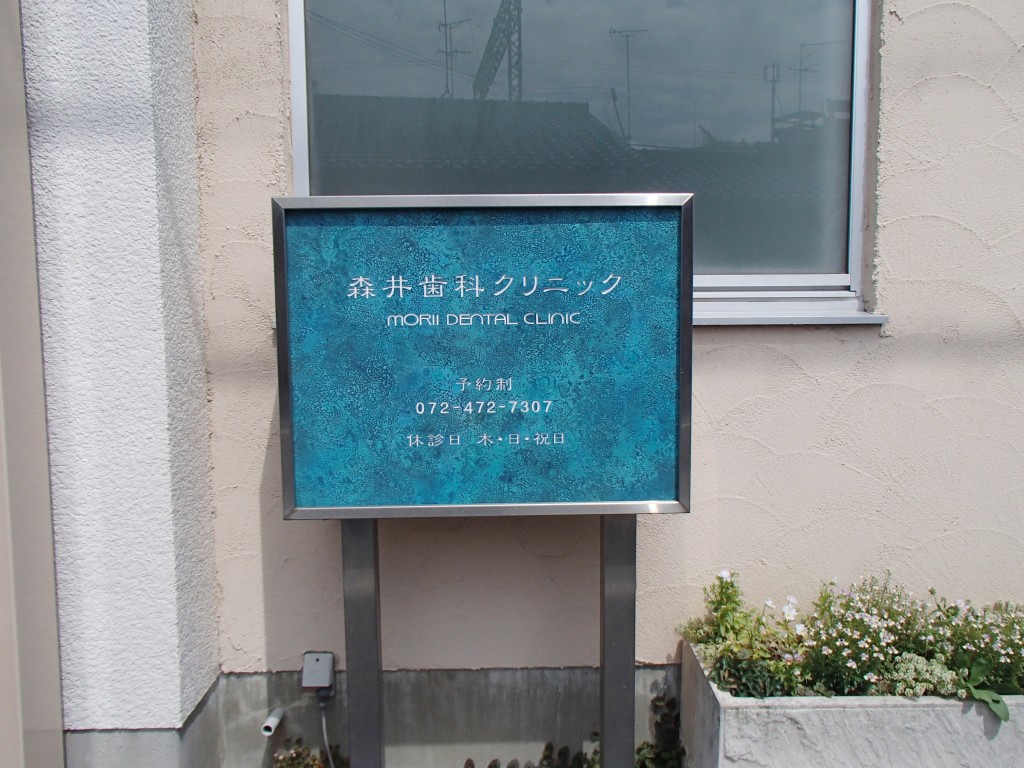 森井歯科クリニック
MORII DENTAL CLINIC
予約制
072-472-7307
休診日 木・日・祝日